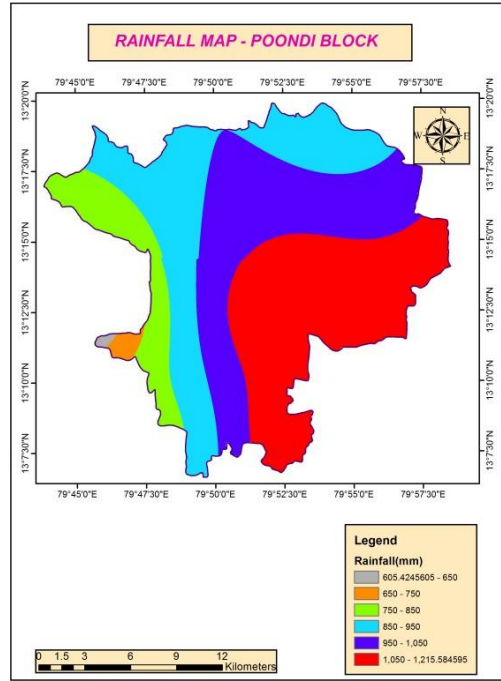 RAINFALL MAP - POONDI BLOCK
79°45'0"E 79°47'30"E 79°50'0"E 79°52'30"E 79°55'0"E 79°57'30"E
13°20'0"N 13°20'0"N
N
W E
S
13°17'30"N 13°17'30"N
13°15'0"N 13°15'0"N
13°12'30"N 13°12'30"N
13°10'0"N 13°10'0"N
13°7'30"N 13°7'30"N
79°45'0"E 79°47'30"E 79°50'0"E 79°52'30"E 79°55'0"E 79°57'30"E
Legend
Rainfall(mm)
605.4245605 - 650
650 - 750
750 - 850
850 - 950
950 - 1,050
1,050 - 1,215.584595
0 1.5 3 6 9 12
Kilometers